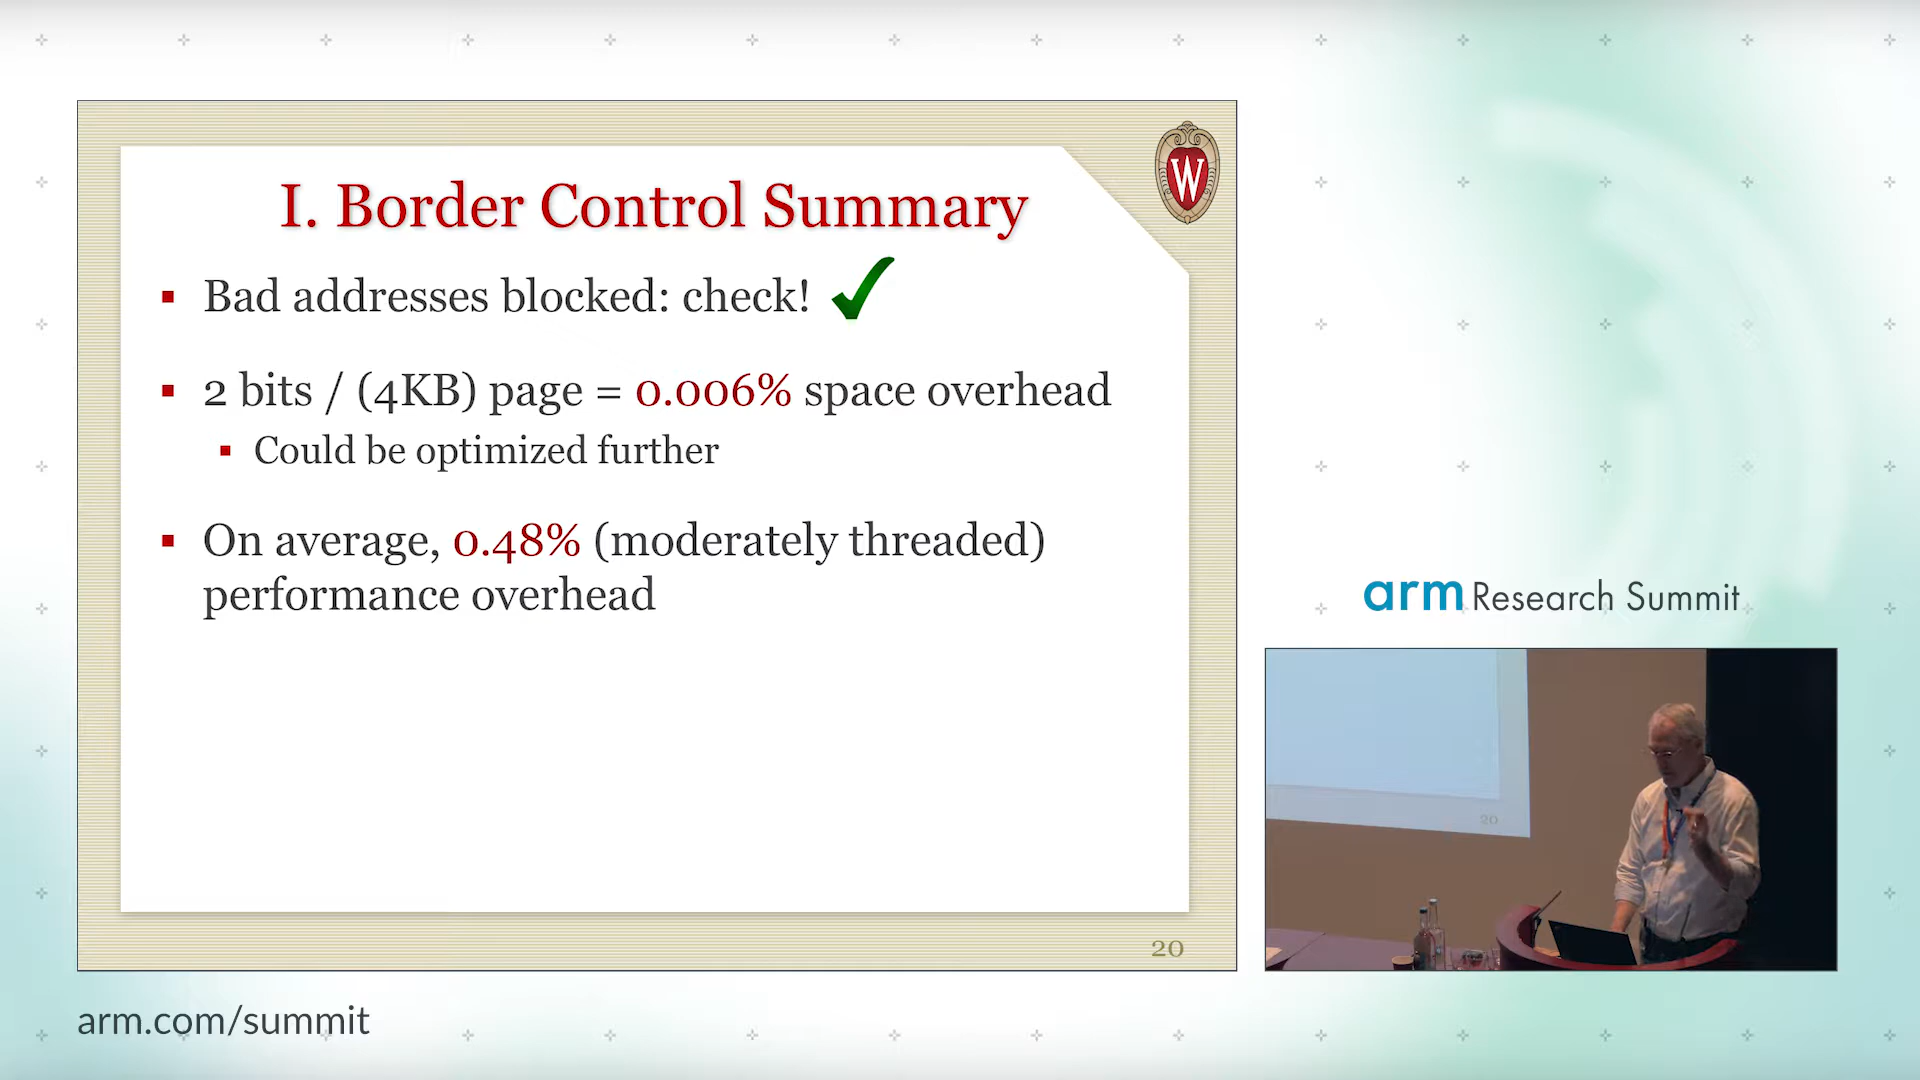 W
I. Border Control Summary
Bad addresses blocked: check!
2 bits / (4KB) page = 0.006% space overhead
Could be optimized further
On average, 0.48% (moderately threaded)
performance overhead
20
arm Research Summit
20
arm.com/summit